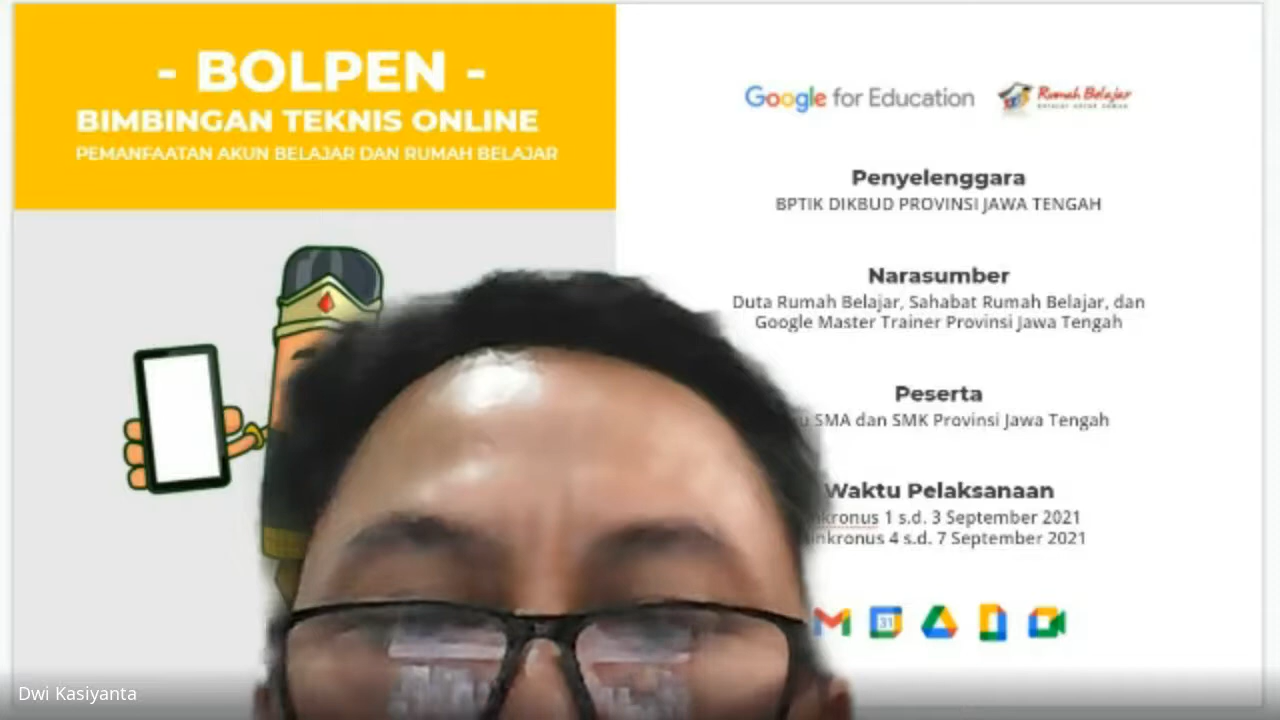 - BOLPEN -
BIMBINGAN TEKNIS ONLINE
PEMANFAATAN AKUN BELAJAR DAN RUMAH BELAJAR
Google for Education
Rumah Belajar
Penyelenggara
BPTIK DIKBUD PROVINSI JAWA TENGAH
Narasumber
Duta Rumah Belajar, Sahabat Rumah Belajar, dan
Google Master Trainer Provinsi Jawa Tengah
Peserta
SMA dan SMK Provinsi Jawa Tengah
Waktu Pelaksanaan
1 s.d. 3 September 2021
4 s.d. 7 September 2021
31
Dwi Kasiyanta